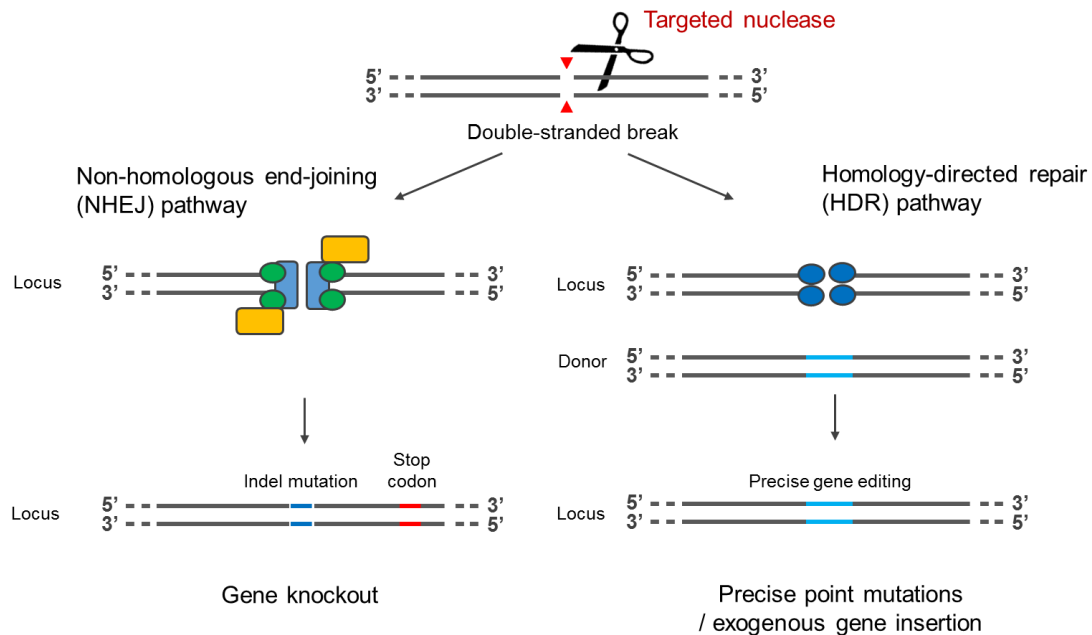 Targeted nuclease
5’ 3’
3’ 5’
Double-stranded break
Non-homologous end-joining
(NHEJ) pathway
Homology-directed repair
(HDR) pathway
Locus 5’ 3’
3’ 5’
Locus 5’ 3’
3’ 5’
Donor 5’ 3’
3’ 5’
Indel mutation
Stop
codon
Locus 5’ 3’
3’ 5’
Precise gene editing
Locus 5’ 3’
3’ 5’
Gene knockout
Precise point mutations
/ exogenous gene insertion